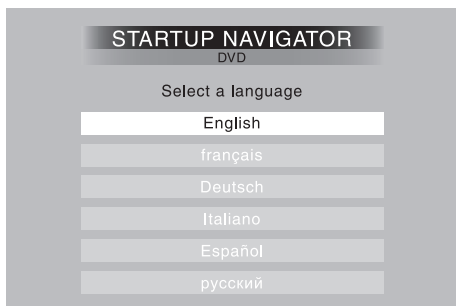 STARTUP NAVIGATOR
DVD
Select a language
English
français
Deutsch
Italiano
Español
русский